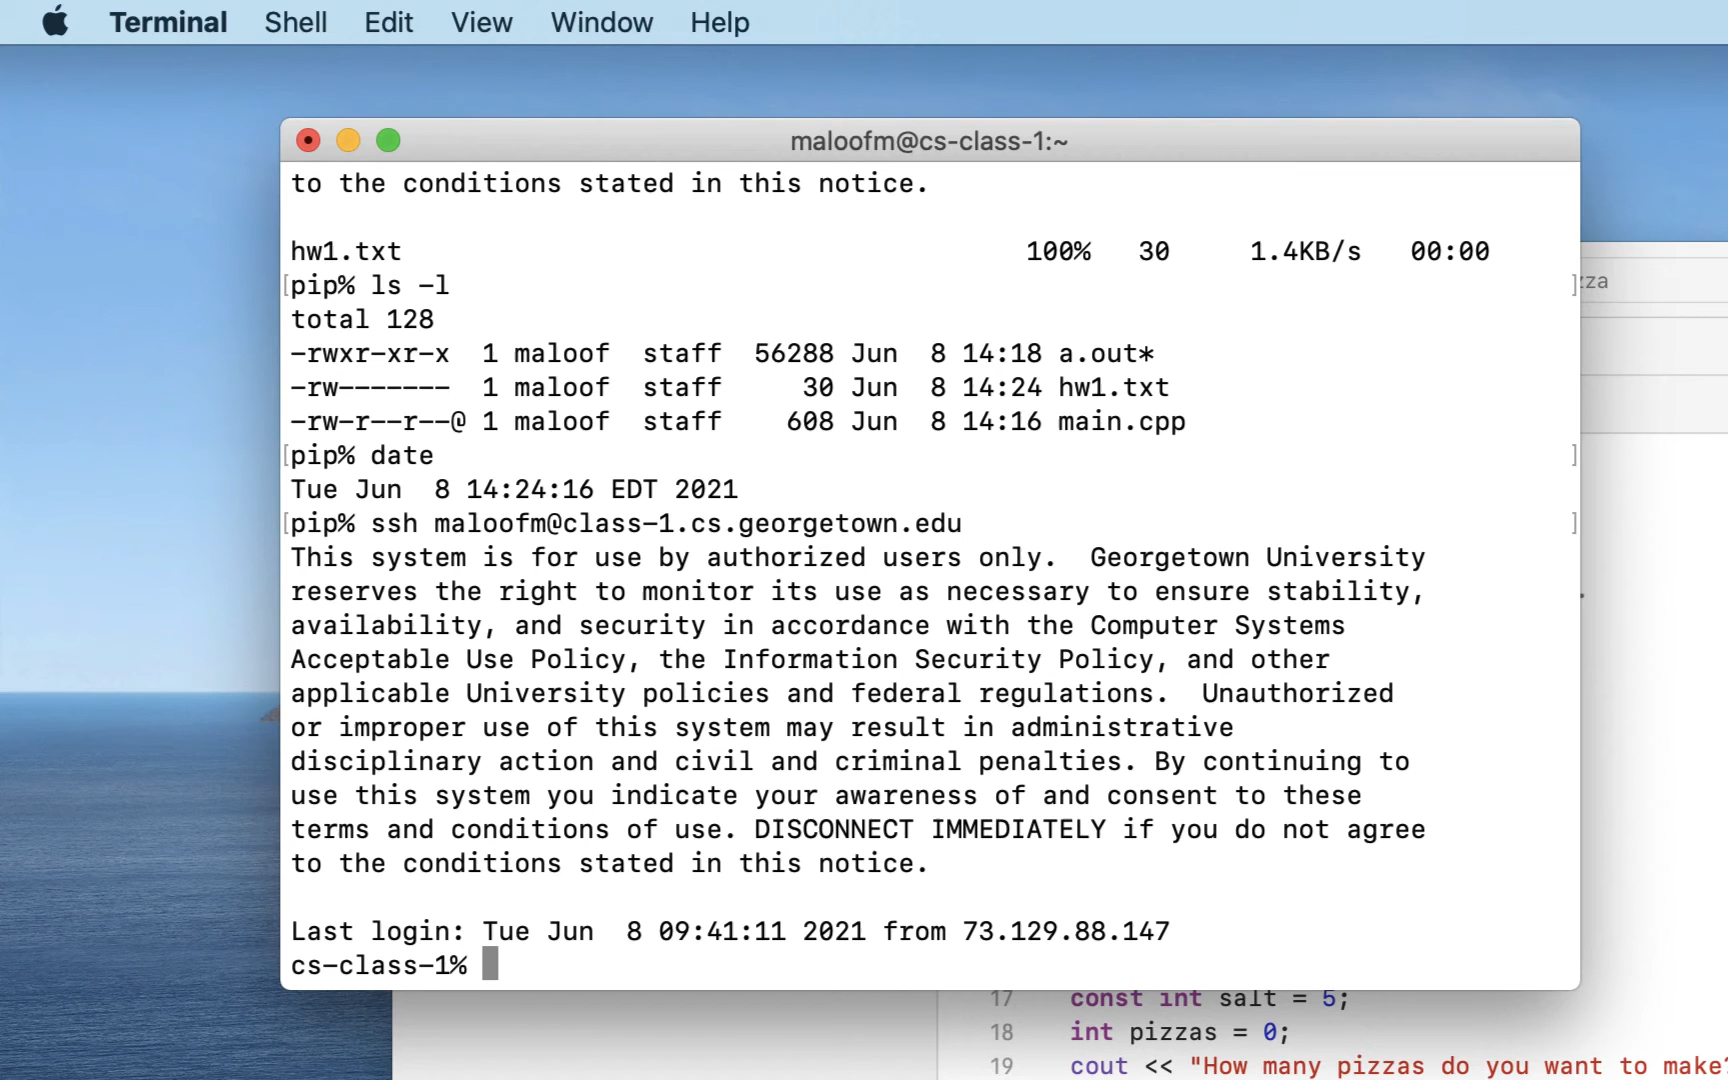 Terminal Shell Edit View Window Help
maloofm@cs-class-1:~
to the conditions stated in this notice.
hw1.txt 100% 30 1.4KB/s 00:00
[pip% ls -l ]
total 128
-rwxr-xr-x 1 maloof staff 56288 Jun 8 14:18 a.out*
-rw------- 1 maloof staff 30 Jun 8 14:24 hw1.txt
-rw-r--r--@ 1 maloof staff 608 Jun 8 14:16 main.cpp
[pip% date ]
Tue Jun 8 14:24:16 EDT 2021
[pip% ssh maloofm@class-1.cs.georgetown.edu ]
This system is for use by authorized users only. Georgetown University
reserves the right to monitor its use as necessary to ensure stability,
availability, and security in accordance with the Computer Systems
Acceptable Use Policy, the Information Security Policy, and other
applicable University policies and federal regulations. Unauthorized
or improper use of this system may result in administrative
disciplinary action and civil and criminal penalties. By continuing to
use this system you indicate your awareness of and consent to these
terms and conditions of use. DISCONNECT IMMEDIATELY if you do not agree
to the conditions stated in this notice.
Last login: Tue Jun 8 09:41:11 2021 from 73.129.88.147
cs-class-1%
zza
17 const int salt = 5;
18 int pizzas = 0;
19 cout << "How many pizzas do you want to make?